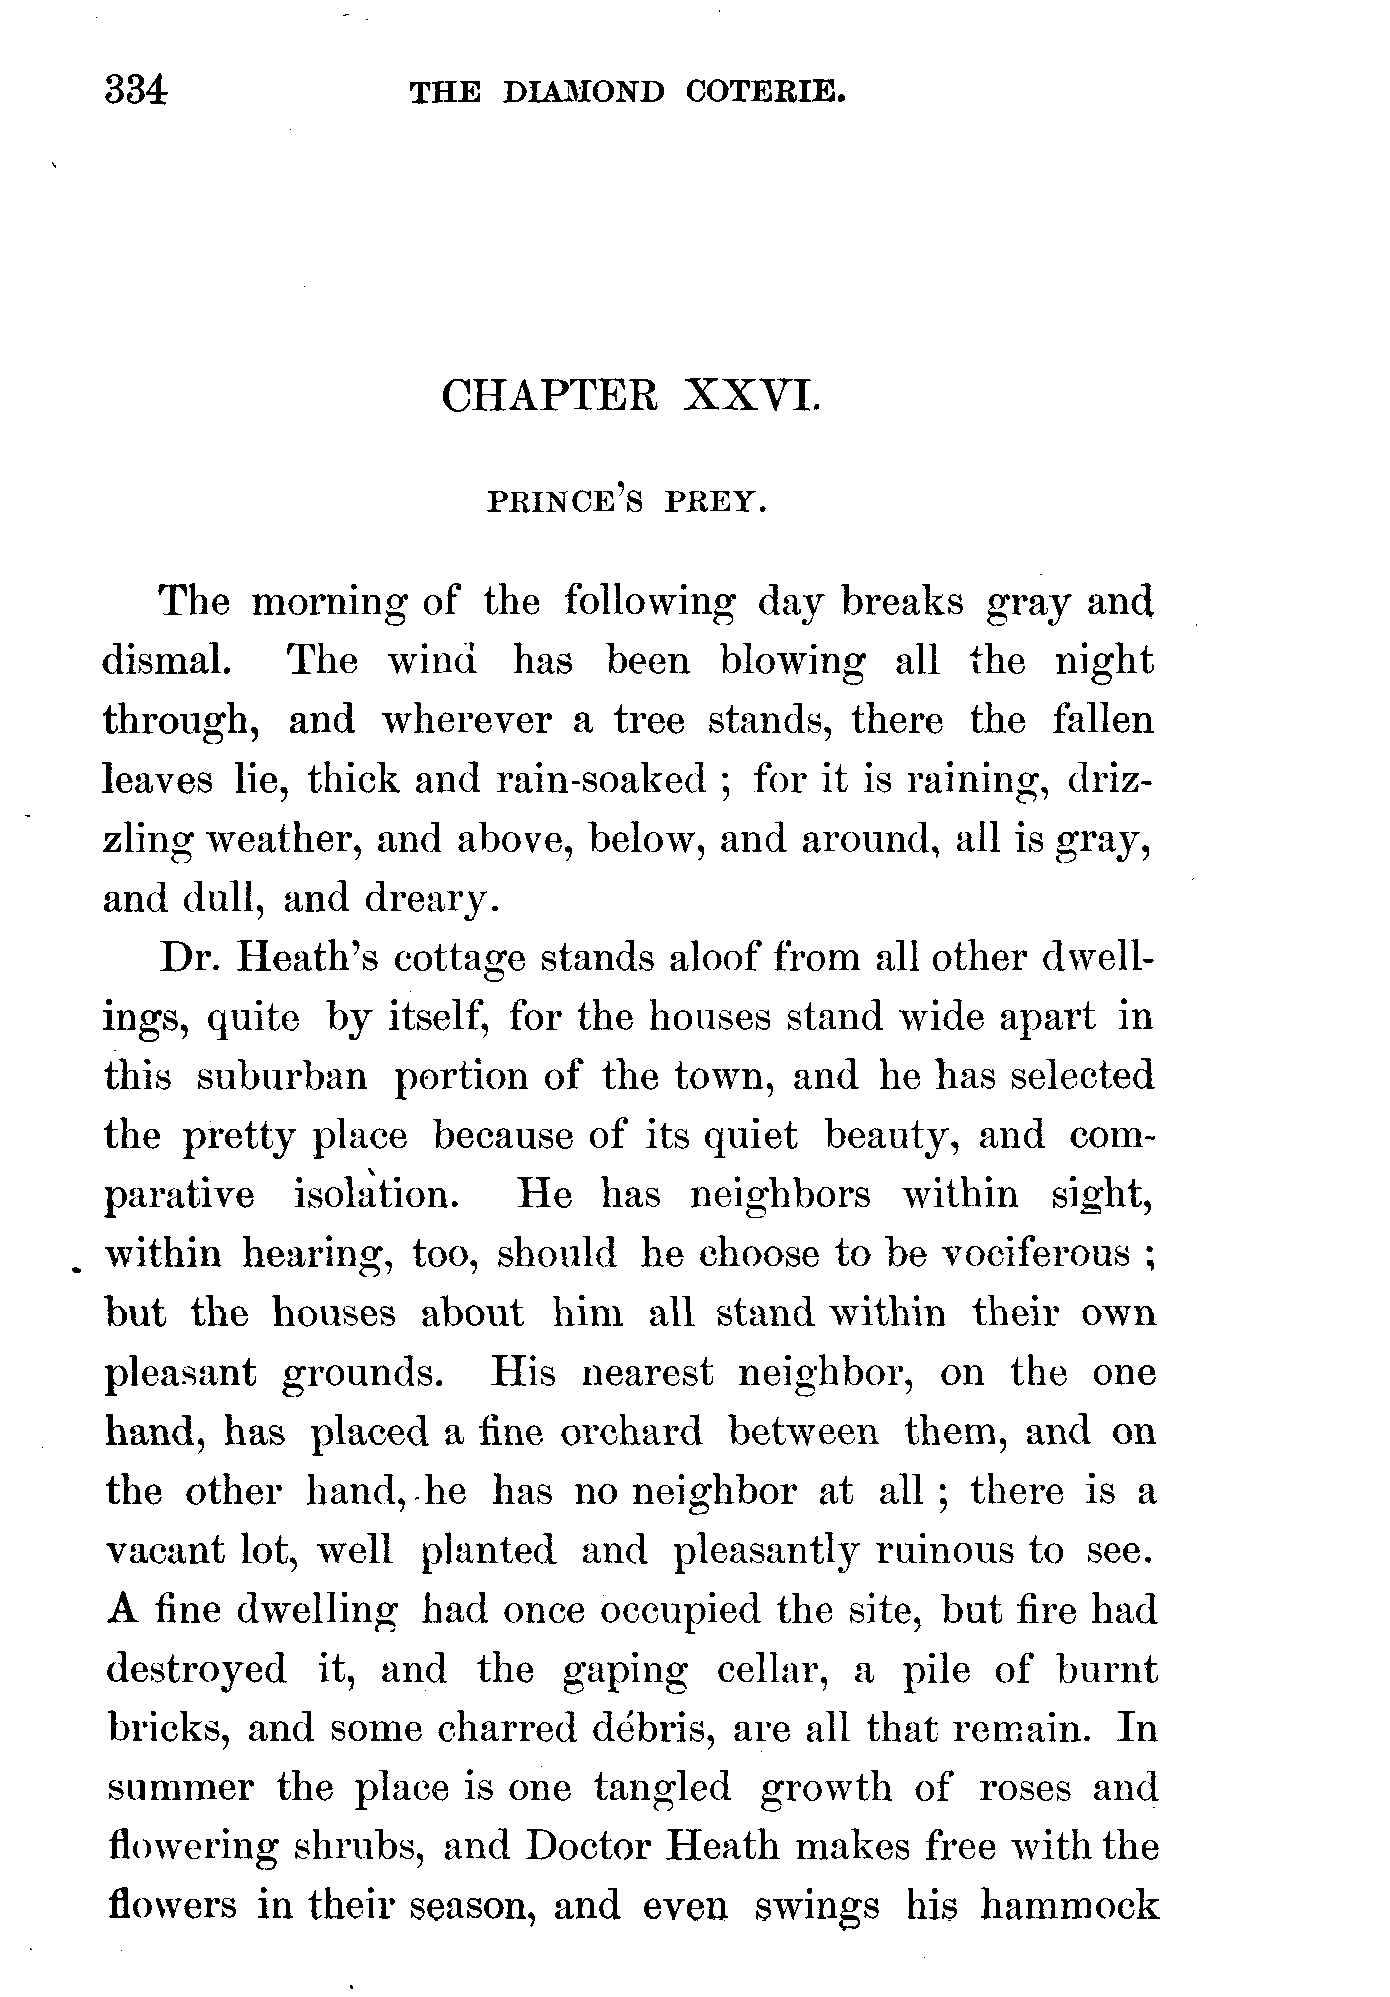 334 THE DIAMOND COTERIE.
CHAPTER XXVI.
PRINCE'S PREY.
The morning of the following day breaks gray and
dismal. The wind has been blowing all the night
through, and wherever a tree stands, there the fallen
leaves lie, thick and rain-soaked ; for it is raining, driz-
zling weather, and above, below, and around, all is gray,
and dull, and dreary.
Dr. Heath's cottage stands aloof from all other dwell-
ings, quite by itself, for the houses stand wide apart in
this suburban portion of the town, and he has selected
the pretty place because of its quiet beauty, and com-
parative isolation. He has neighbors within sight,
within hearing, too, should he choose to be vociferous ;
but the houses about him all stand within their own
pleasant grounds. His nearest neighbor, on the one
hand, has placed a fine orchard between them, and on
the other hand, he has no neighbor at all ; there is a
vacant lot, well planted and pleasantly ruinous to see.
A fine dwelling had once occupied the site, but fire had
destroyed it, and the gaping cellar, a pile of burnt
bricks, and some charred débris, are all that remain. In
summer the place is one tangled growth of roses and
flowering shrubs, and Doctor Heath makes free with the
flowers in their season, and even swings his hammock